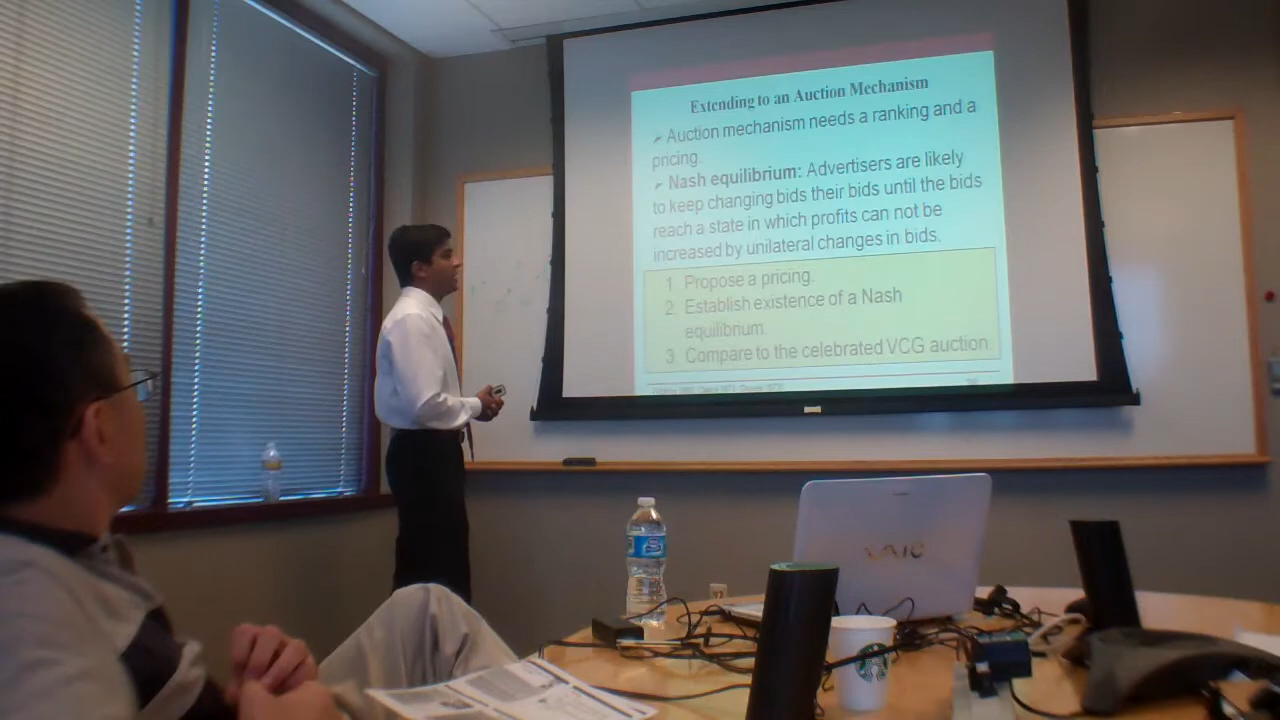 Extending to an Auction Mechanism
Auction mechanism needs a ranking and a
pricing.
Nash equilibrium: Advertisers are likely
to keep changing bids their bids until the bids
reach a state in which profits can not be
increased by unilateral changes in bids.
1. Propose a pricing.
2. Establish existence of a Nash
equilibrium.
3. Compare to the celebrated VCG auction.
VAIO